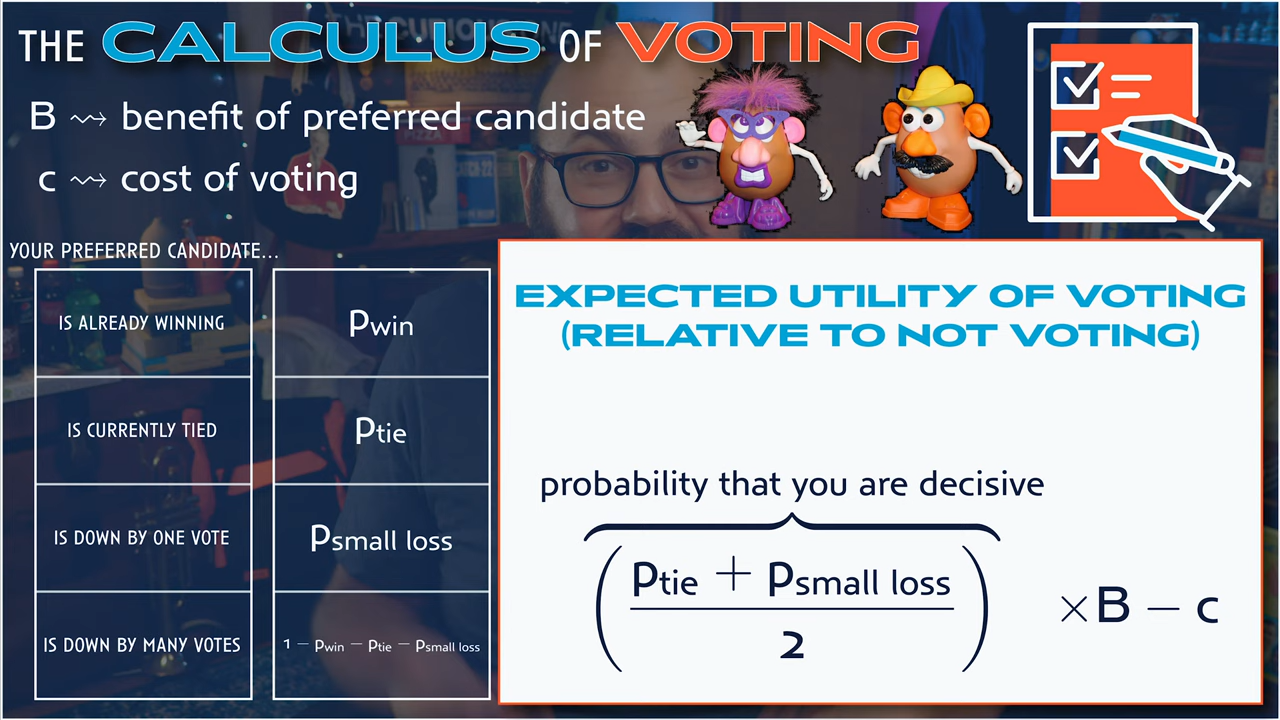 THE CALCULUS OF VOTING
B ⇝ benefit of preferred candidate
c ⇝ cost of voting
YOUR PREFERRED CANDIDATE...
IS ALREADY WINNING
Pwin
IS CURRENTLY TIED
Ptie
IS DOWN BY ONE VOTE
Psmall loss
IS DOWN BY MANY VOTES
1 − Pwin − Ptie − Psmall loss
EXPECTED UTILITY OF VOTING
(RELATIVE TO NOT VOTING)
probability that you are decisive
(Ptie + Psmall loss
2) ×B − c